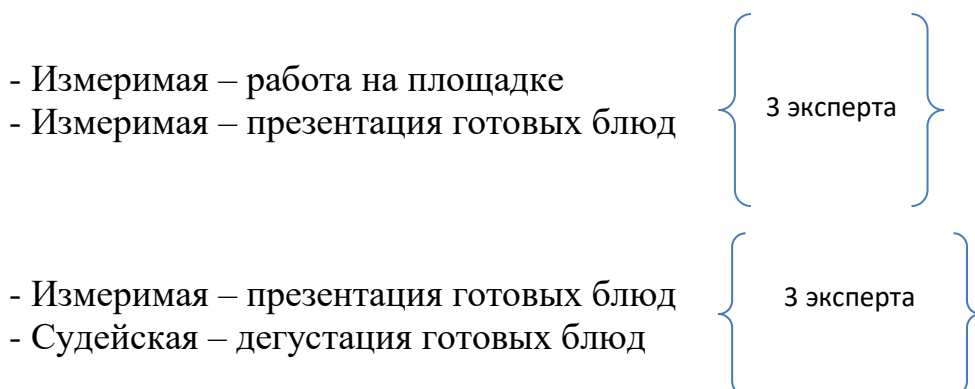 - Измеримая – работа на площадке
- Измеримая – презентация готовых блюд
3 эксперта
- Измеримая – презентация готовых блюд
- Судейская – дегустация готовых блюд
3 эксперта